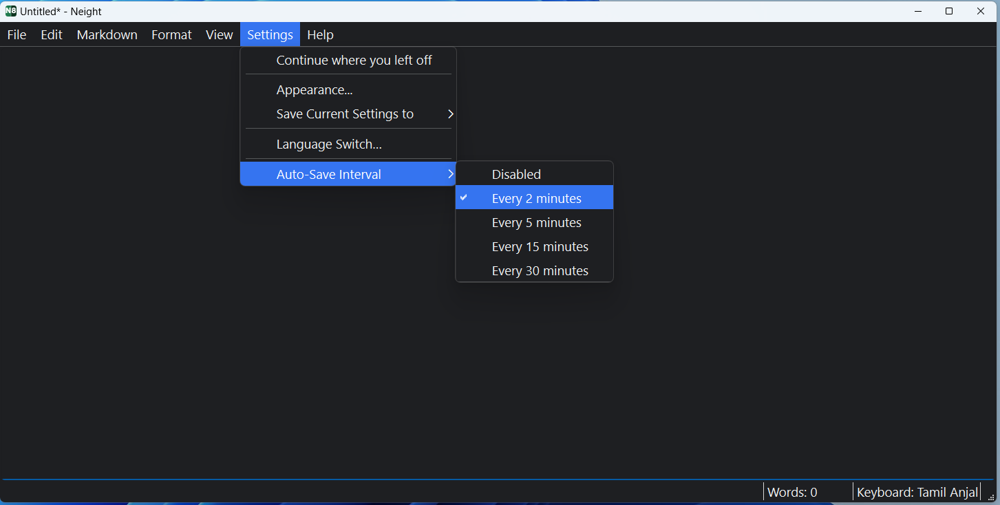 N8 Untitled* - Neight
File Edit Markdown Format View Settings Help
Continue where you left off
Appearance...
Save Current Settings to
Language Switch...
Auto-Save Interval
Disabled
Every 2 minutes
Every 5 minutes
Every 15 minutes
Every 30 minutes
Words: 0 Keyboard: Tamil Anjal